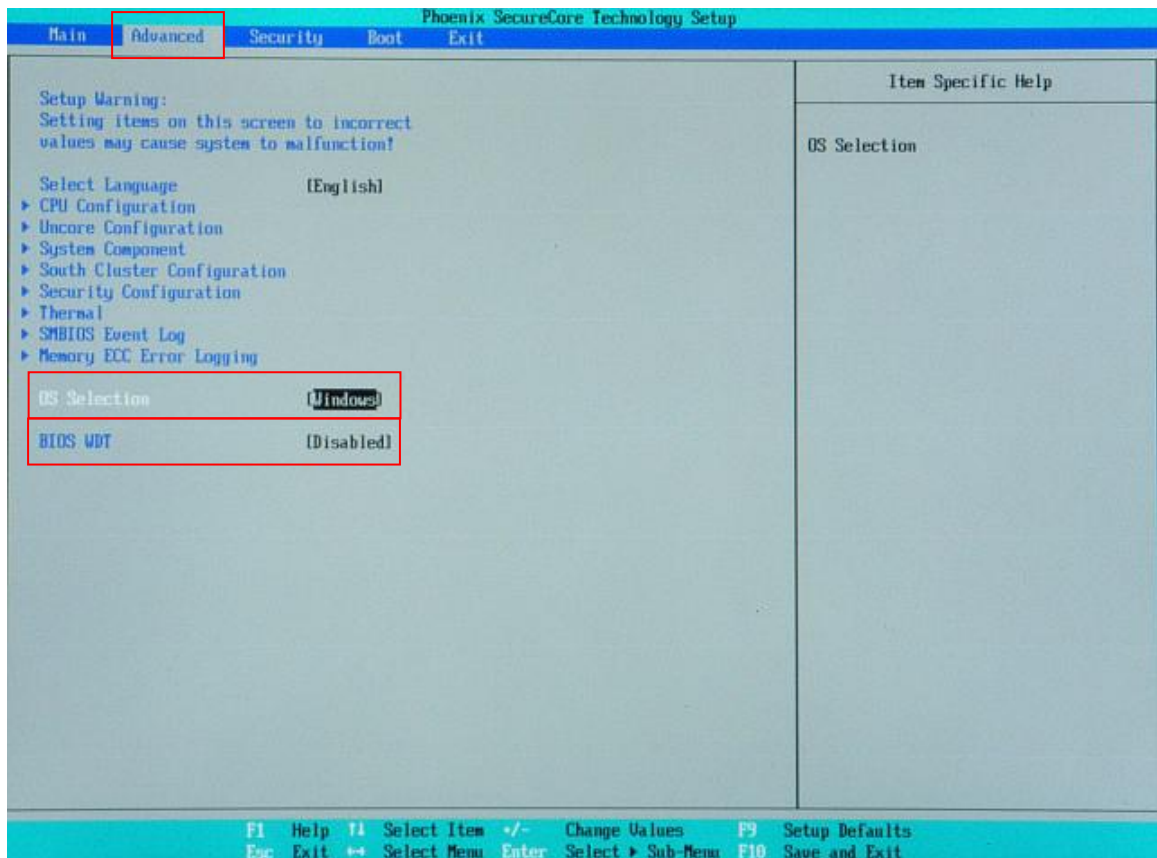 Phoenix SecureCore Technology Setup
Main Advanced Security Boot Exit
Item Specific Help
Setup Warning:
Setting items on this screen to incorrect
values may cause system to malfunction!
OS Selection
Select Language [English]
▶ CPU Configuration
▶ Uncore Configuration
▶ System Component
▶ South Cluster Configuration
▶ Security Configuration
▶ Thermal
▶ SMBIOS Event Log
▶ Memory ECC Error Logging
OS Selection [Windows]
BIOS WDT [Disabled]
F1 Help ↑↓ Select Item +/- Change Values F9 Setup Defaults
Esc Exit ↔ Select Menu Enter Select ▶ Sub-Menu F10 Save and Exit